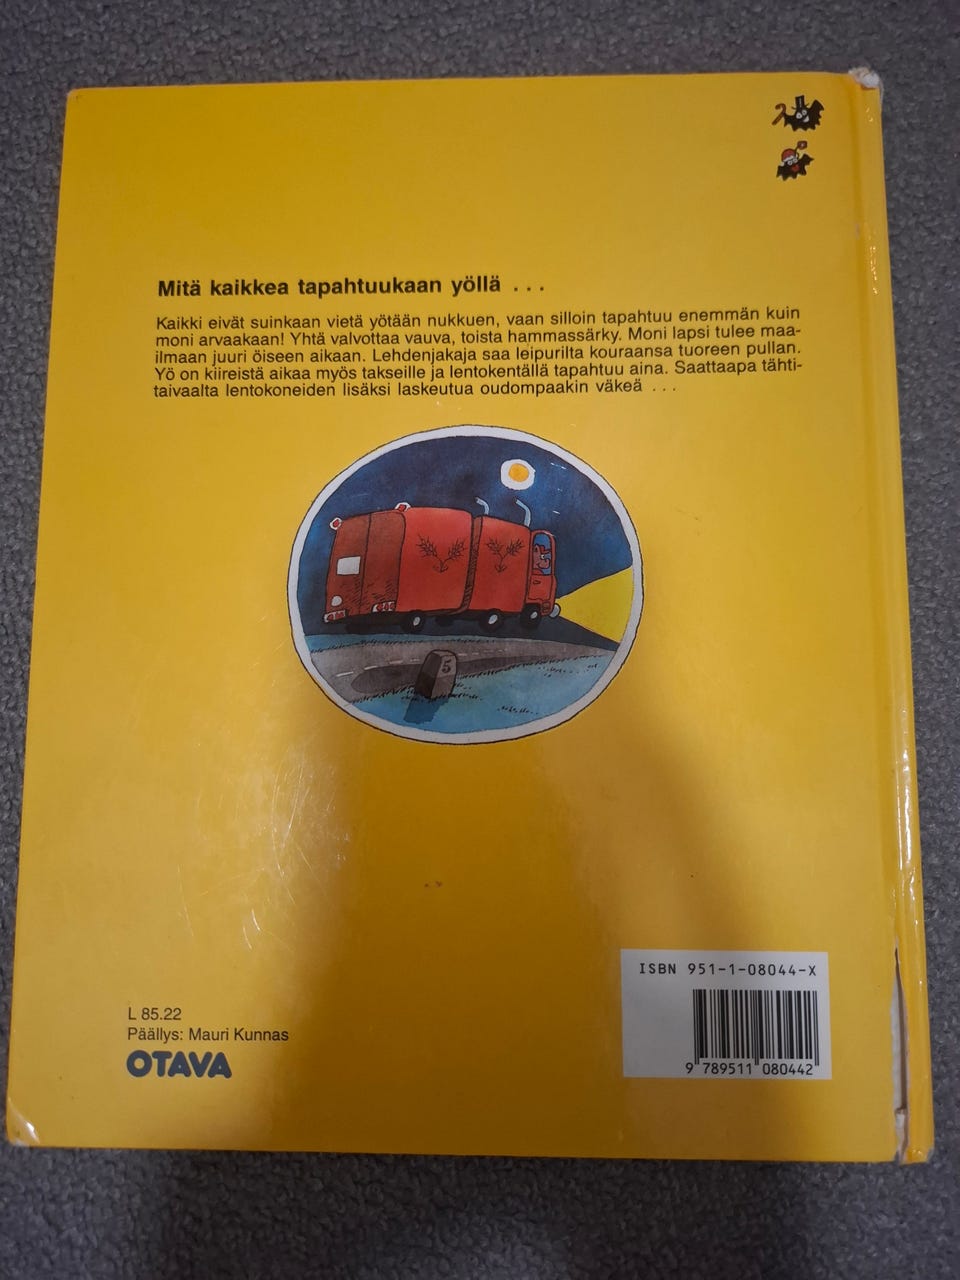 Mitä kaikkea tapahtuukaan yöllä . . .
Kaikki eivät suinkaan vietä yötään nukkuen, vaan silloin tapahtuu enemmän kuin
moni arvaakaan! Yhtä valvottaa vauva, toista hammassärky. Moni lapsi tulee maa-
ilmaan juuri öiseen aikaan. Lehdenjakaja saa leipurilta kouraansa tuoreen pullan.
Yö on kiireistä aikaa myös takseille ja lentokentällä tapahtuu aina. Saattaapa tähti-
taivaalta lentokoneiden lisäksi laskeutua oudompaakin väkeä . . .
5
L 85.22
Päällys: Mauri Kunnas
OTAVA
ISBN 951-1-08044-X
9 789511 080442